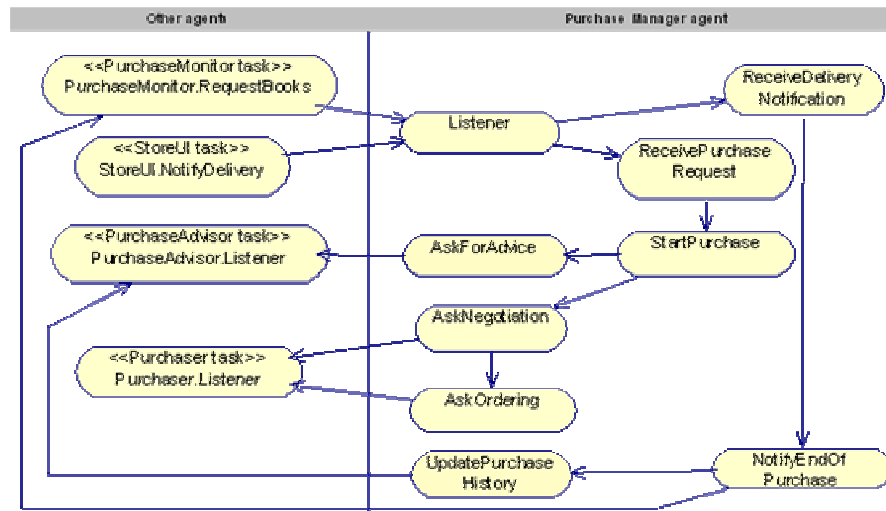 Other agents
Purchase Manager agent
<<PurchaseMonitor task>>
PurchaseMonitor.RequestBooks
ReceiveDelivery
Notification
Listener
<<StoreUI task>>
StoreUI.NotifyDelivery
ReceivePurchase
Request
<<PurchaseAdvisor task>>
PurchaseAdvisor.Listener
AskForAdvice
StartPurchase
AskNegotiation
<<Purchaser task>>
Purchaser.Listener
AskOrdering
UpdatePurchase
History
NotifyEndOf
Purchase